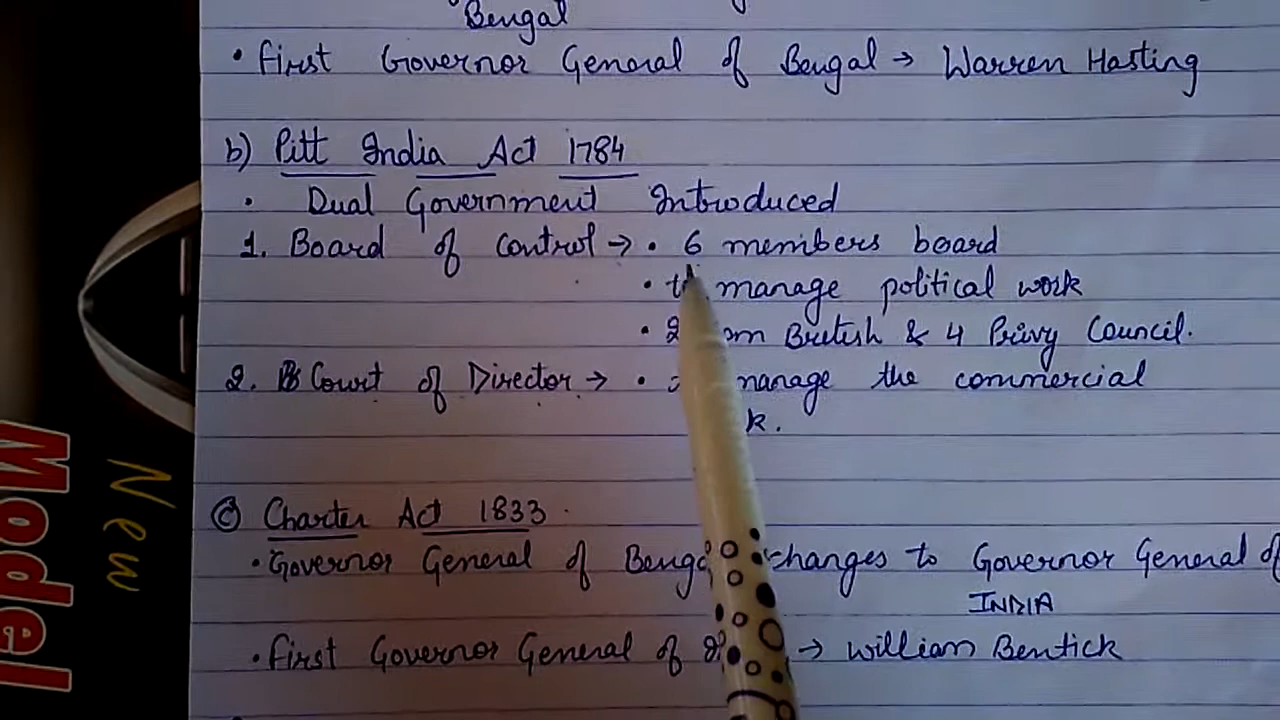 Bengal
• First Governor General of Bengal → Warren Hasting
b) Pitt India Act 1784
• Dual Government Introduced
1. Board of control → • 6 members board
• manage political work
• British & 4 Privy Council.
2. Court of Director → • manage the commercial
k.
c) Charter Act 1833
• Governor General of changes to Governor General of
INDIA
• First Governor General of → William Bentick
New
Model